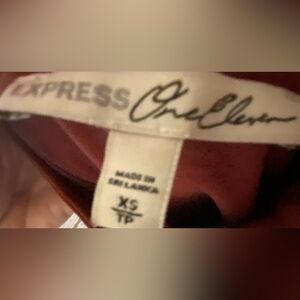 EXPRESS One Eleven
MADE IN
SRI LANKA
XS
TP